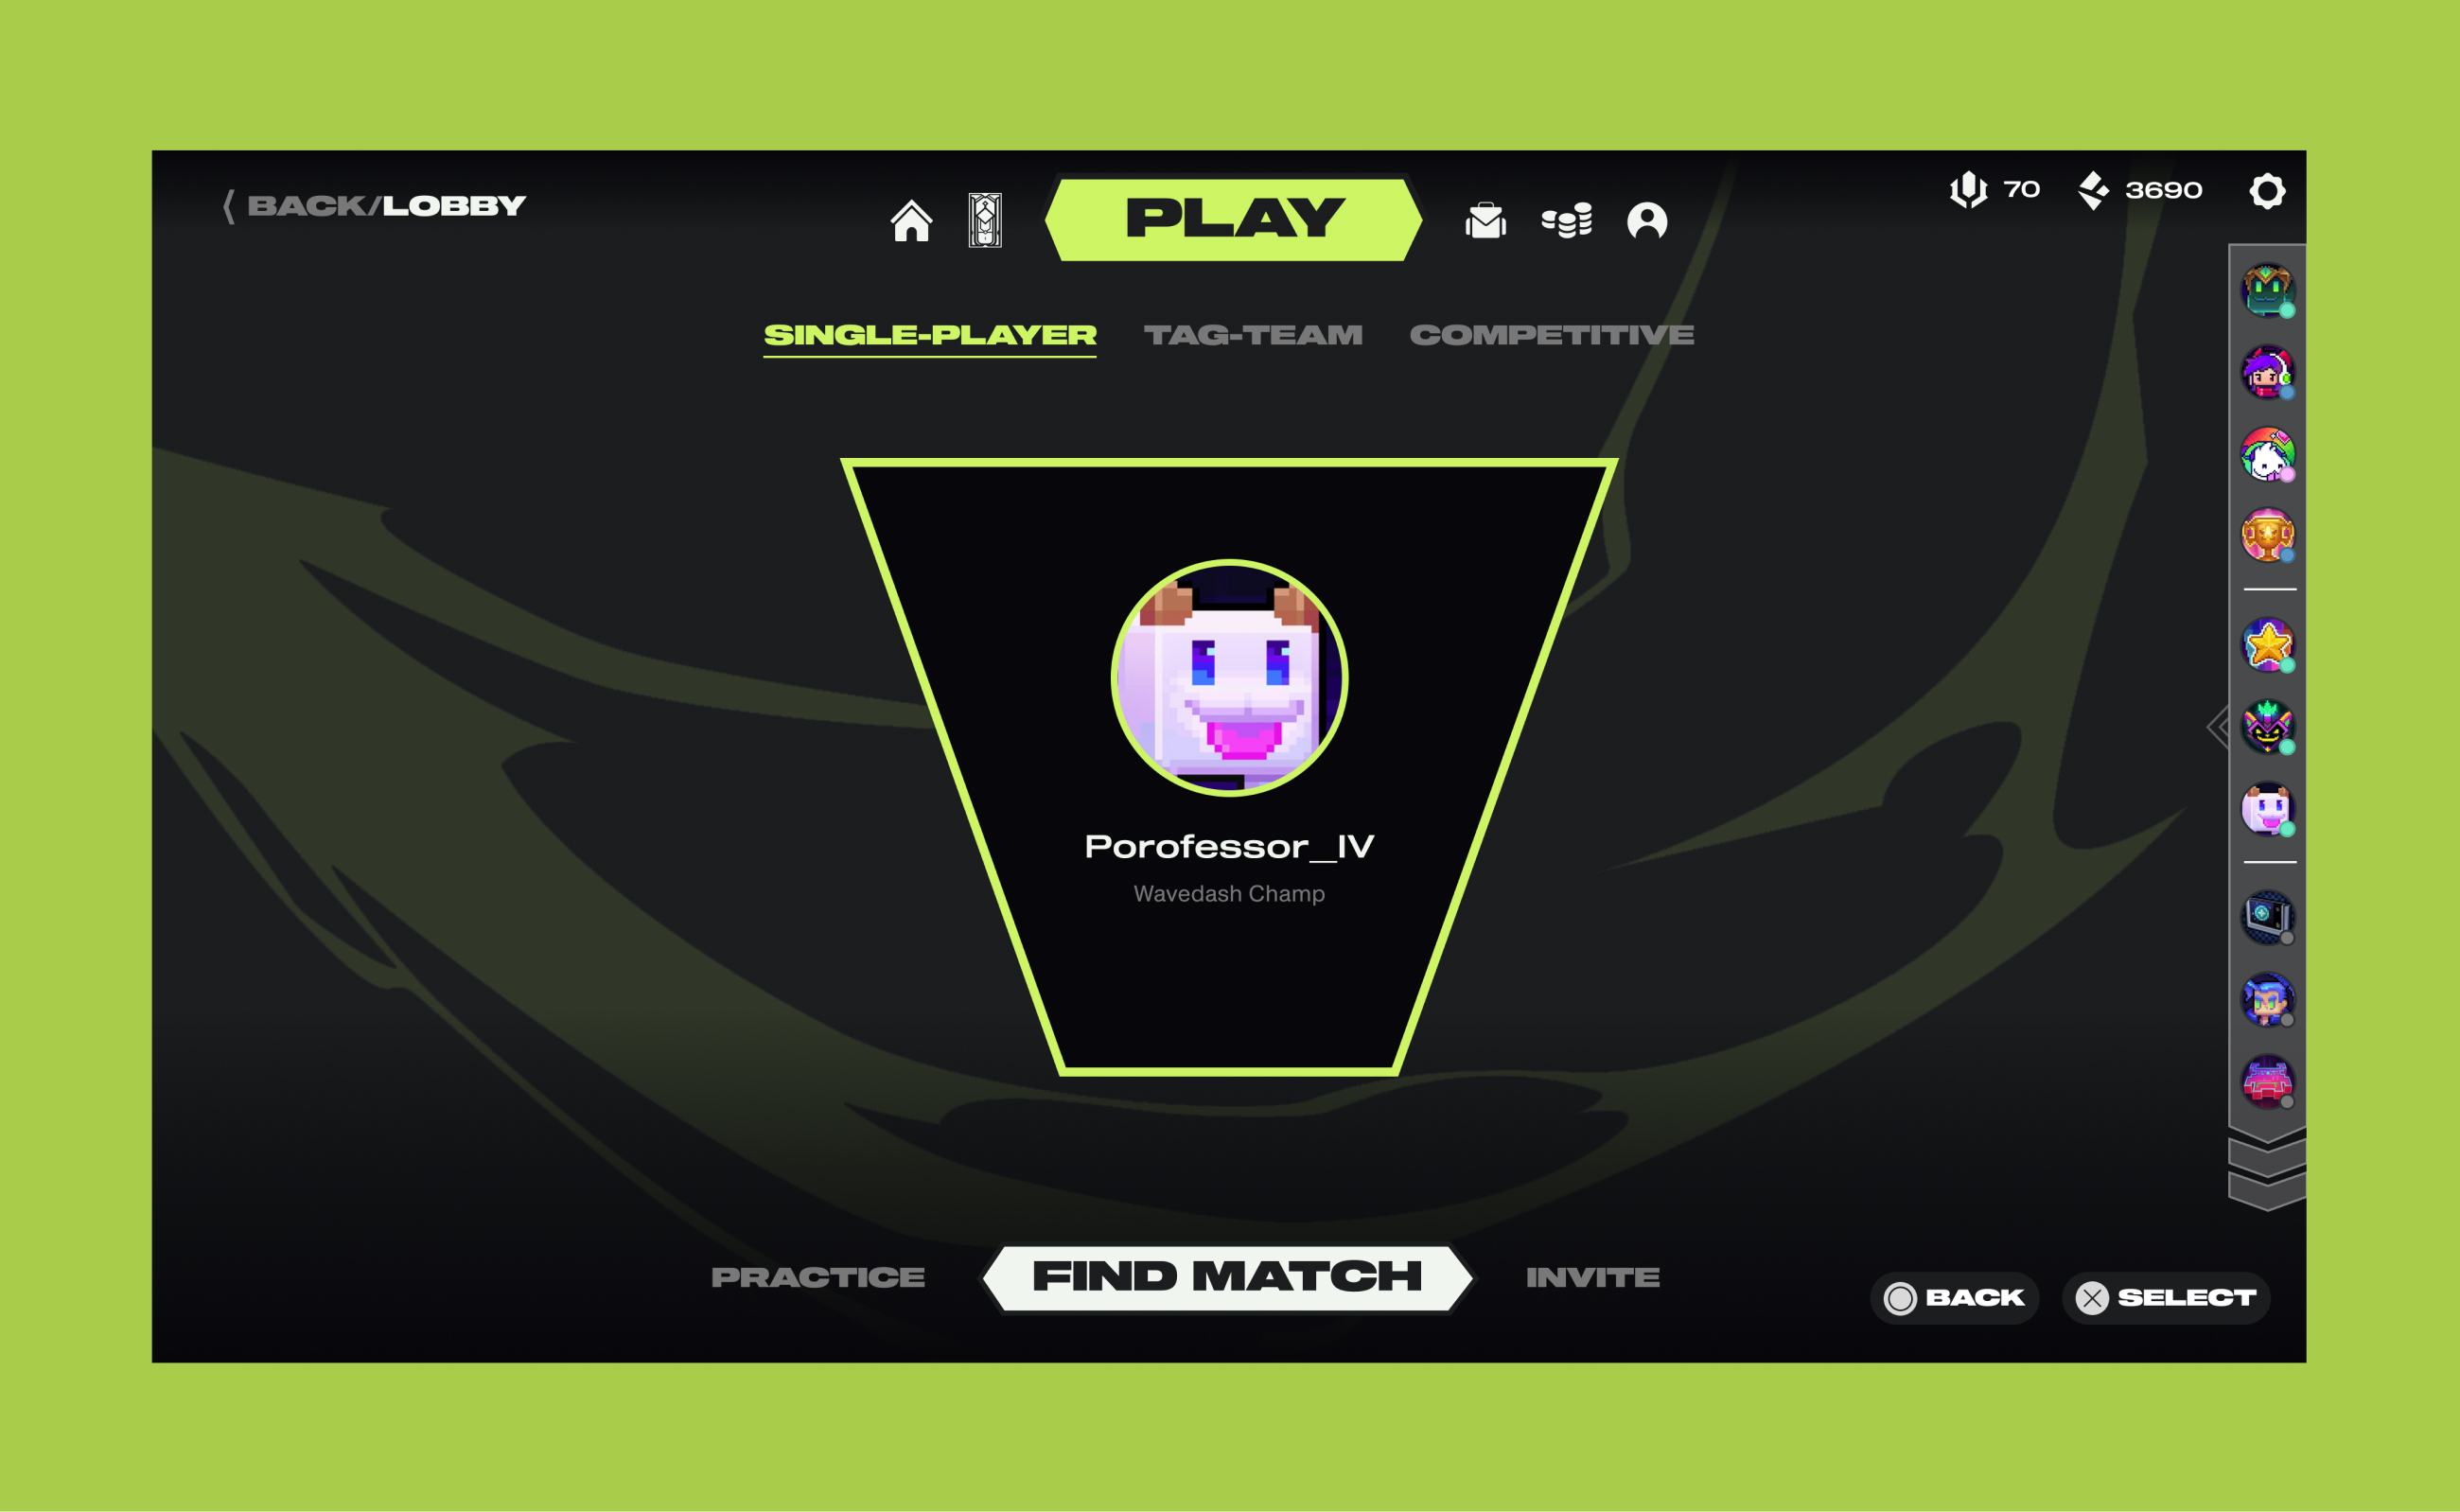 BACK/LOBBY
PLAY
70
3690
SINGLE-PLAYER
TAG-TEAM
COMPETITIVE
Porofessor_IV
Wavedash Champ
PRACTICE
FIND MATCH
INVITE
BACK
SELECT